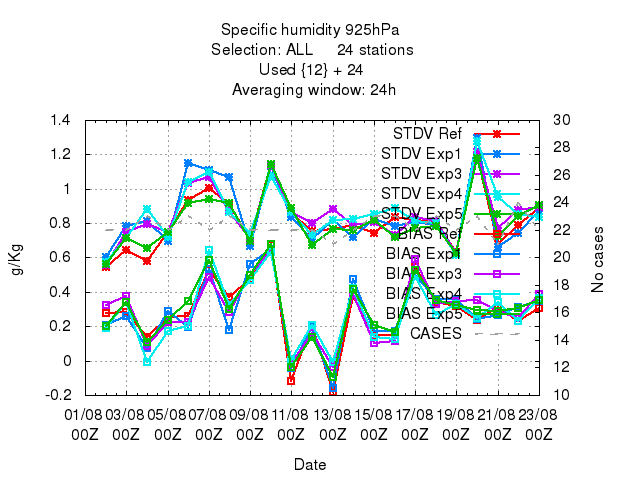 Specific humidity 925hPa
Selection: ALL 24 stations
Used {12} + 24
Averaging window: 24h
1.4
1.2
1
0.8
0.6
0.4
0.2
0
-0.2
g/Kg
30
28
26
24
22
20
18
16
14
12
10
No cases
STDV Ref
STDV Exp1
STDV Exp3
STDV Exp4
STDV Exp5
BIAS Ref
BIAS Exp1
BIAS Exp3
BIAS Exp4
BIAS Exp5
CASES
01/08 03/08 05/08 07/08 09/08 11/08 13/08 15/08 17/08 19/08 21/08 23/08
00Z 00Z 00Z 00Z 00Z 00Z 00Z 00Z 00Z 00Z 00Z 00Z
Date